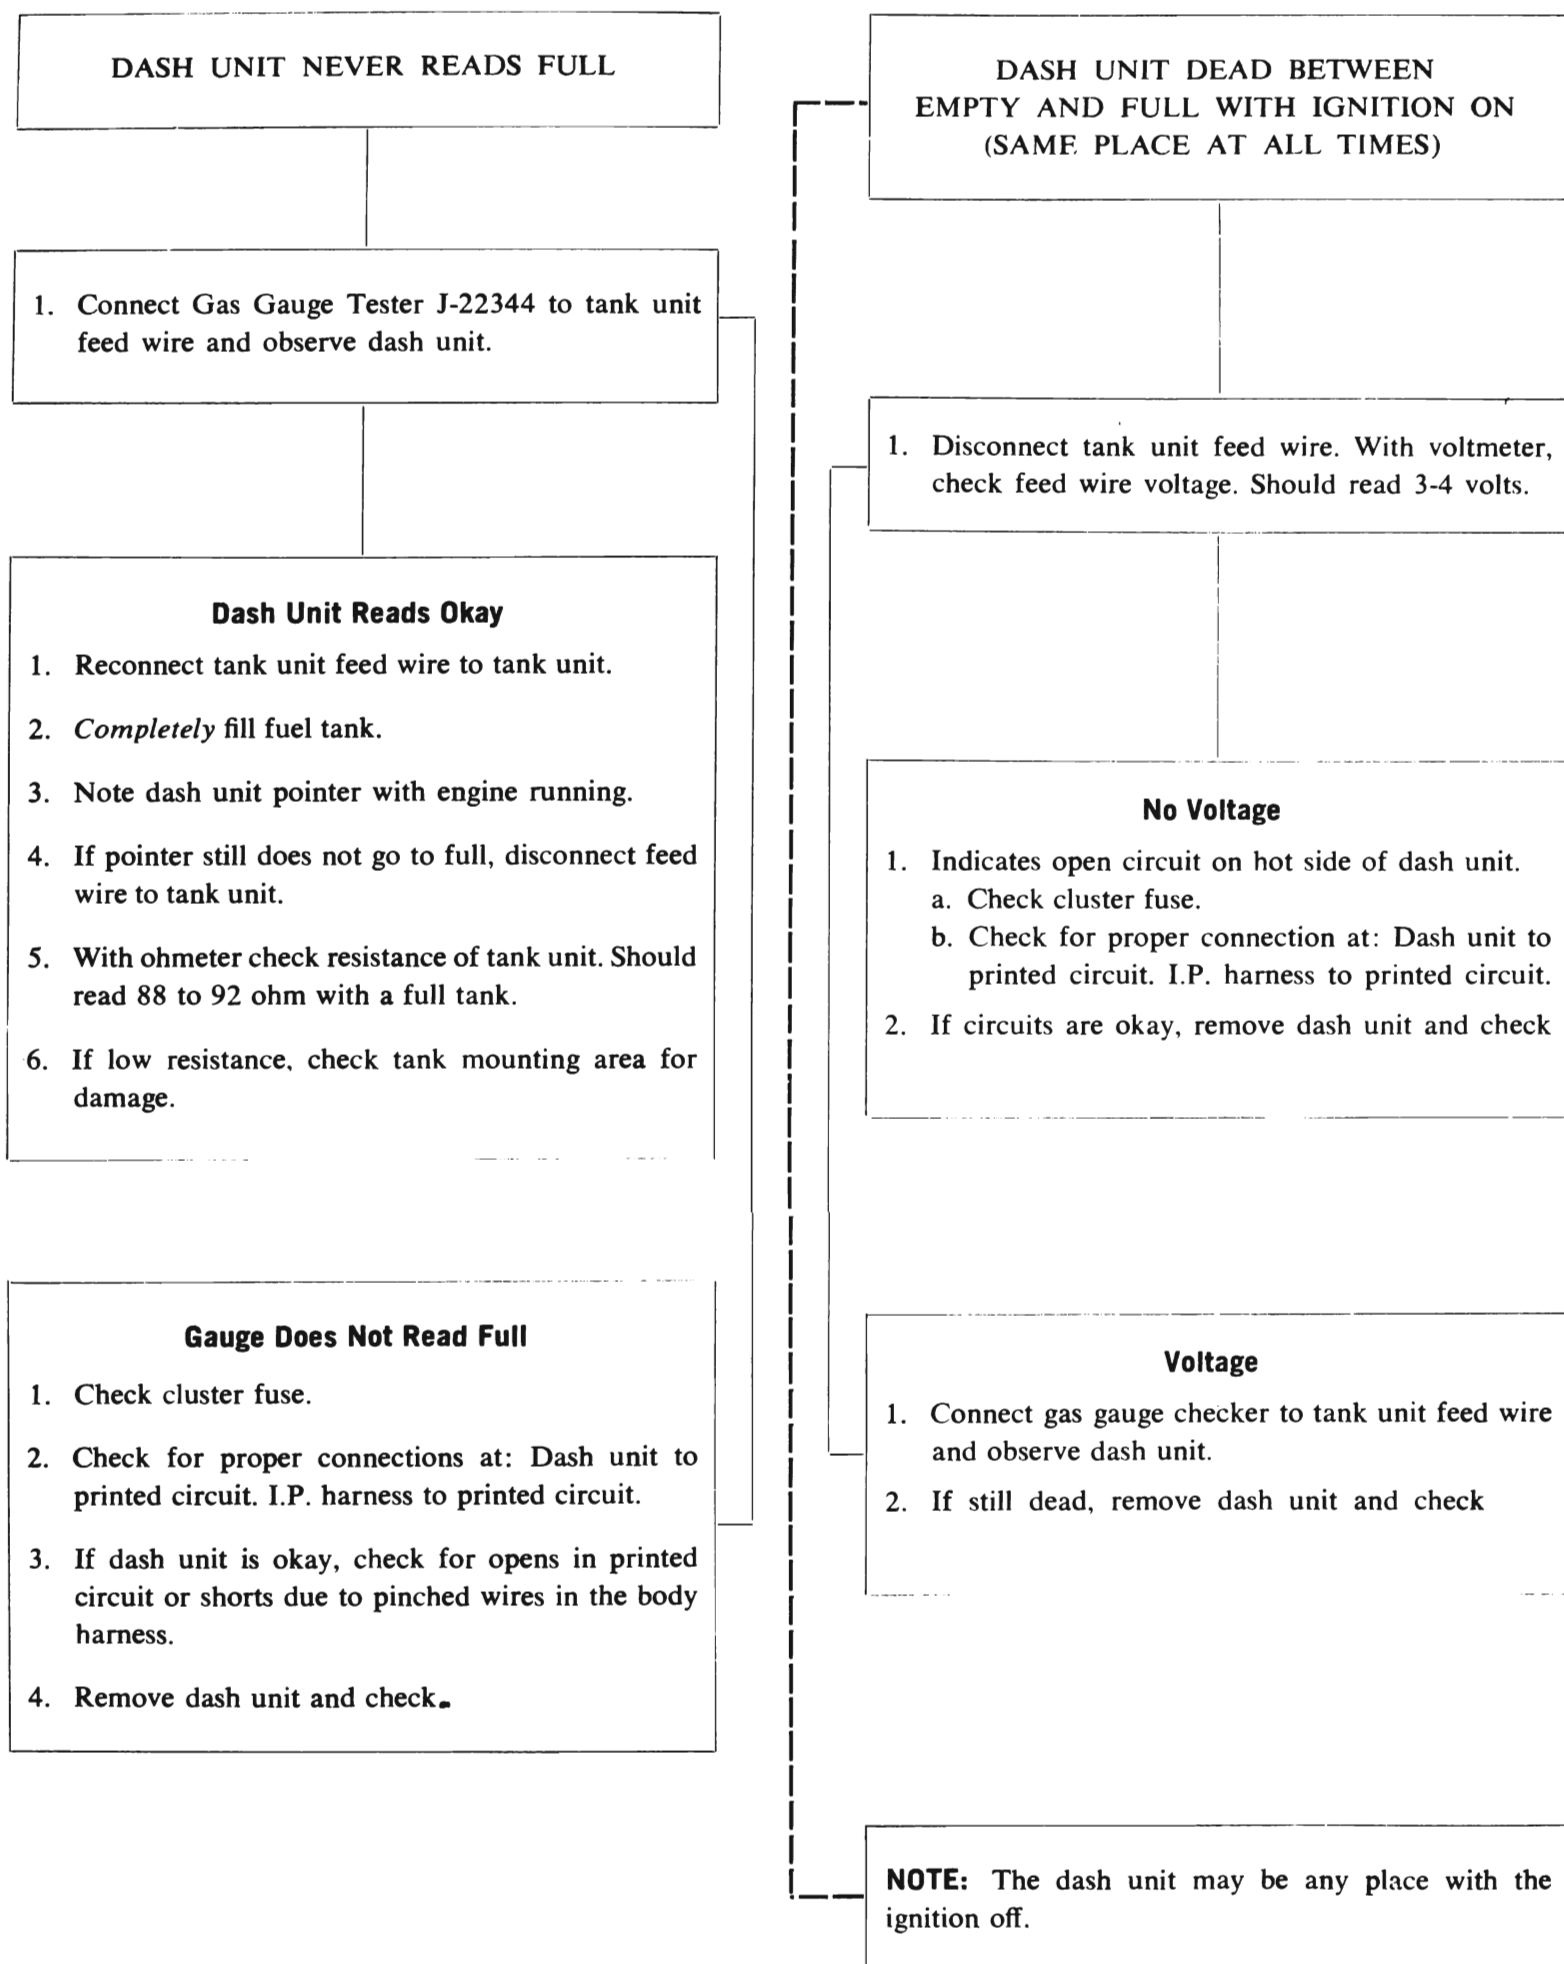 DASH UNIT NEVER READS FULL
1. Connect Gas Gauge Tester J-22344 to tank unit
feed wire and observe dash unit.
Dash Unit Reads Okay
1. Reconnect tank unit feed wire to tank unit.
2. Completely fill fuel tank.
3. Note dash unit pointer with engine running.
4. If pointer still does not go to full, disconnect feed
wire to tank unit.
5. With ohmeter check resistance of tank unit. Should
read 88 to 92 ohm with a full tank.
6. If low resistance, check tank mounting area for
damage.
Gauge Does Not Read Full
1. Check cluster fuse.
2. Check for proper connections at: Dash unit to
printed circuit. I.P. harness to printed circuit.
3. If dash unit is okay, check for opens in printed
circuit or shorts due to pinched wires in the body
harness.
4. Remove dash unit and check.
DASH UNIT DEAD BETWEEN
EMPTY AND FULL WITH IGNITION ON
(SAME PLACE AT ALL TIMES)
1. Disconnect tank unit feed wire. With voltmeter,
check feed wire voltage. Should read 3-4 volts.
No Voltage
1. Indicates open circuit on hot side of dash unit.
a. Check cluster fuse.
b. Check for proper connection at: Dash unit to
printed circuit. I.P. harness to printed circuit.
2. If circuits are okay, remove dash unit and check
Voltage
1. Connect gas gauge checker to tank unit feed wire
and observe dash unit.
2. If still dead, remove dash unit and check
NOTE: The dash unit may be any place with the
ignition off.